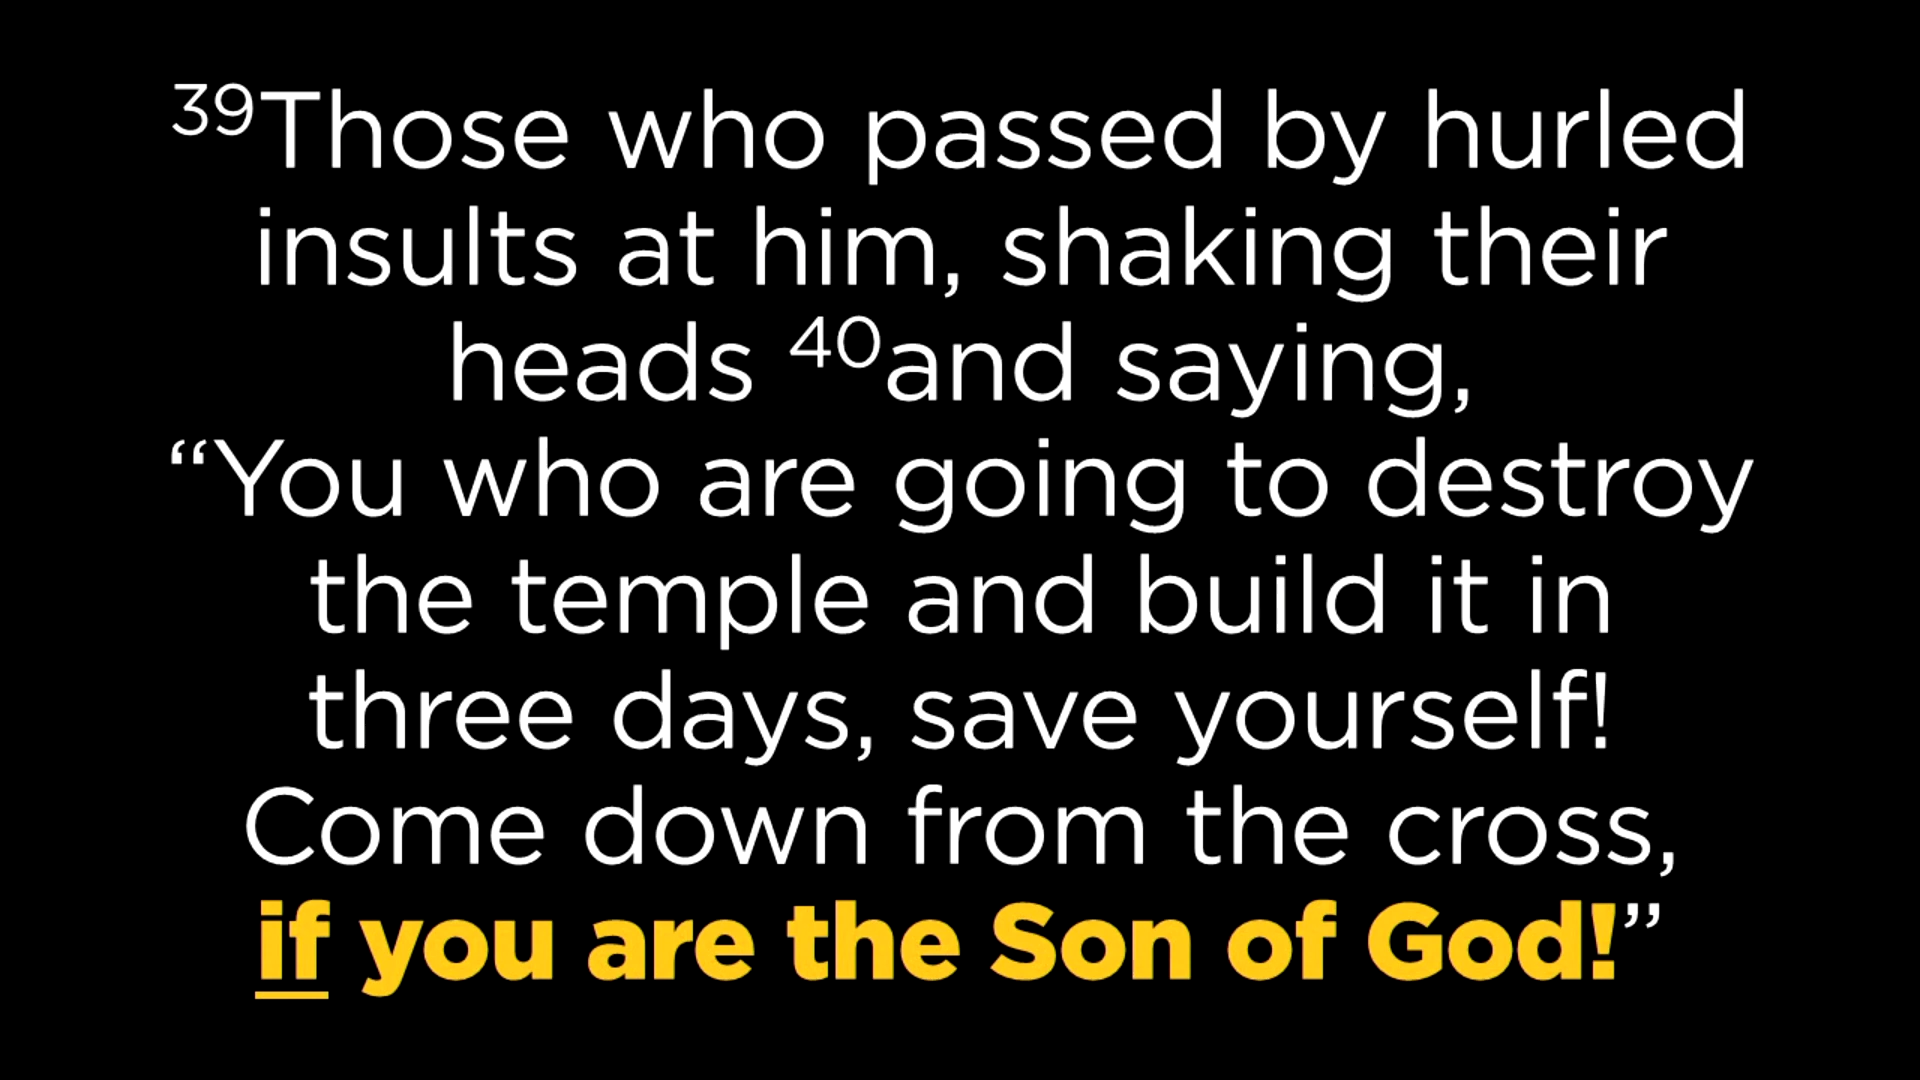 ³⁹Those who passed by hurled
insults at him, shaking their
heads ⁴⁰and saying,
“You who are going to destroy
the temple and build it in
three days, save yourself!
Come down from the cross,
if you are the Son of God!”